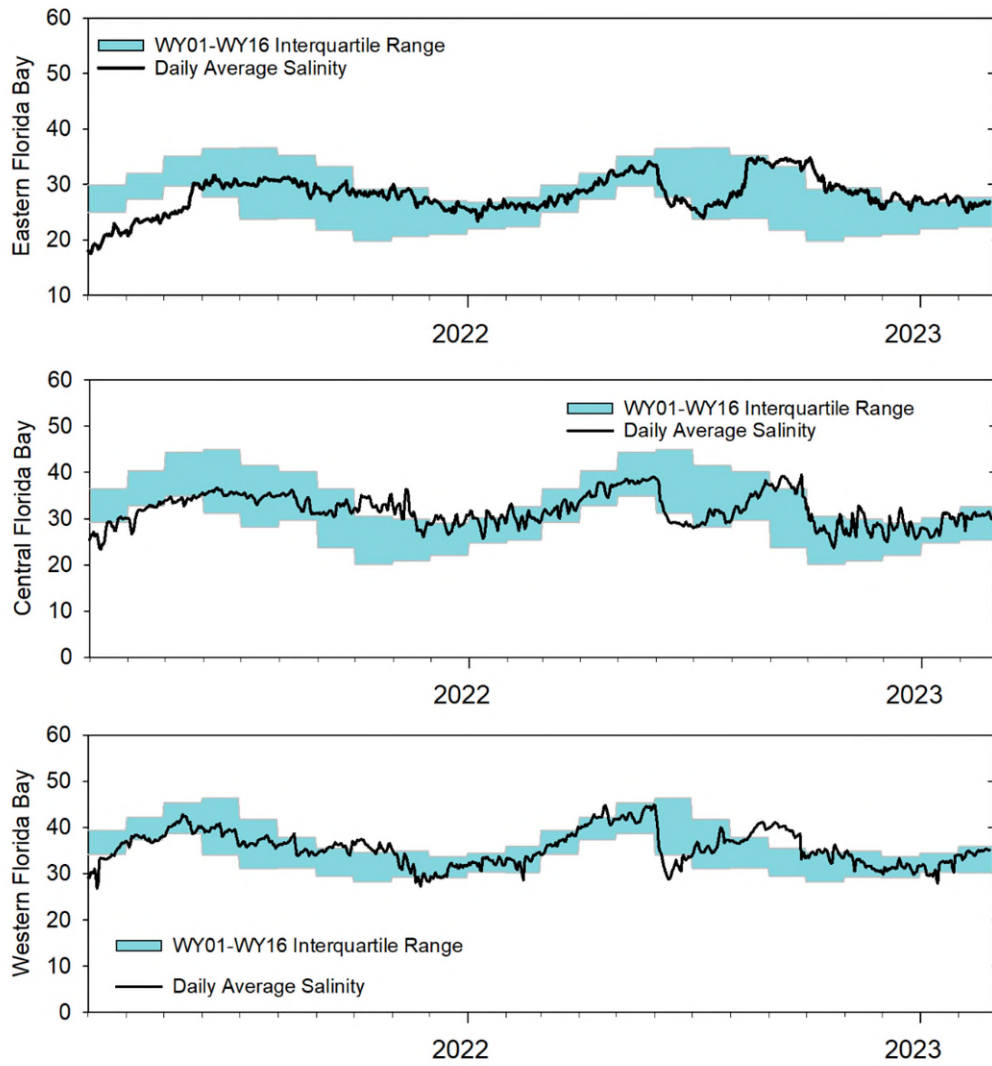 60
50
40
30
20
10
Eastern Florida Bay
WY01-WY16 Interquartile Range
Daily Average Salinity
2022
2023
60
50
40
30
20
10
0
Central Florida Bay
WY01-WY16 Interquartile Range
Daily Average Salinity
2022
2023
60
50
40
30
20
10
0
Western Florida Bay
WY01-WY16 Interquartile Range
Daily Average Salinity
2022
2023